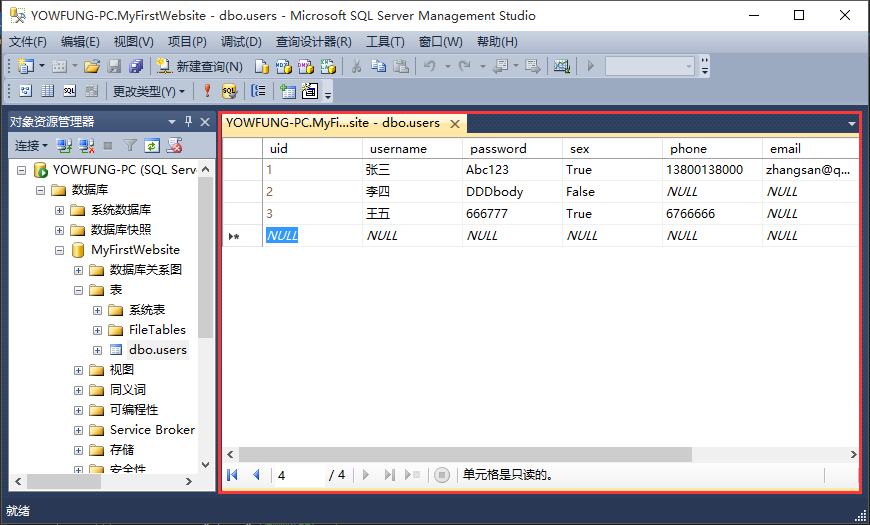 YOWFUNG-PC.MyFirstWebsite - dbo.users - Microsoft SQL Server Management Studio
文件(F) 编辑(E) 视图(V) 项目(P) 调试(D) 查询设计器(R) 工具(T) 窗口(W) 帮助(H)
新建查询(N)
更改类型(Y)
对象资源管理器
连接
YOWFUNG-PC (SQL Serv
数据库
系统数据库
数据库快照
MyFirstWebsite
数据库关系图
表
系统表
FileTables
dbo.users
视图
同义词
可编程性
Service Broker
存储
安全性
YOWFUNG-PC.MyFi...site - dbo.users
uid username password sex phone email
1 张三 Abc123 True 13800138000 zhangsan@q...
2 李四 DDDbody False NULL NULL
3 王五 666777 True 6766666 NULL
NULL NULL NULL NULL NULL NULL
4 / 4 单元格是只读的。
就绪